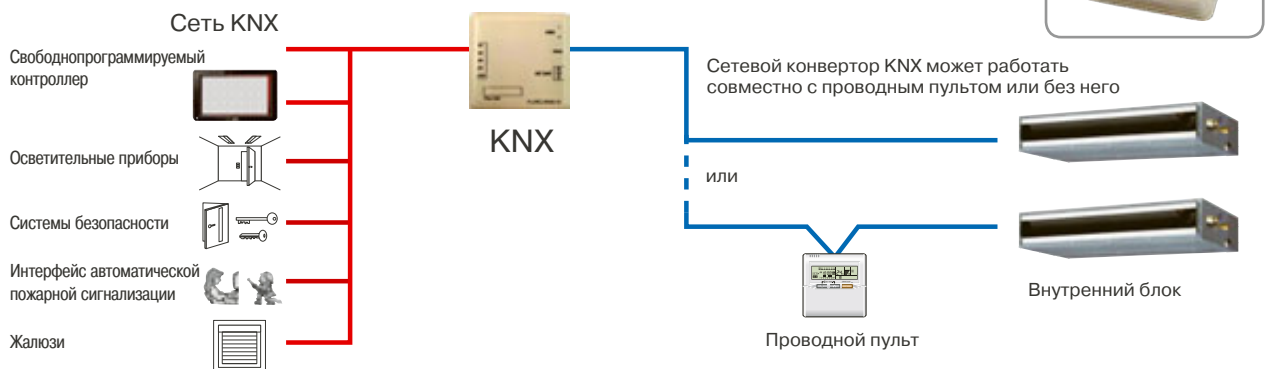 Сеть KNX
Свободнопрограммируемый
контроллер
Осветительные приборы
Системы безопасности
Интерфейс автоматической
пожарной сигнализации
Жалюзи
KNX
Сетевой конвертор KNX может работать
совместно с проводным пультом или без него
или
Проводной пульт
Внутренний блок